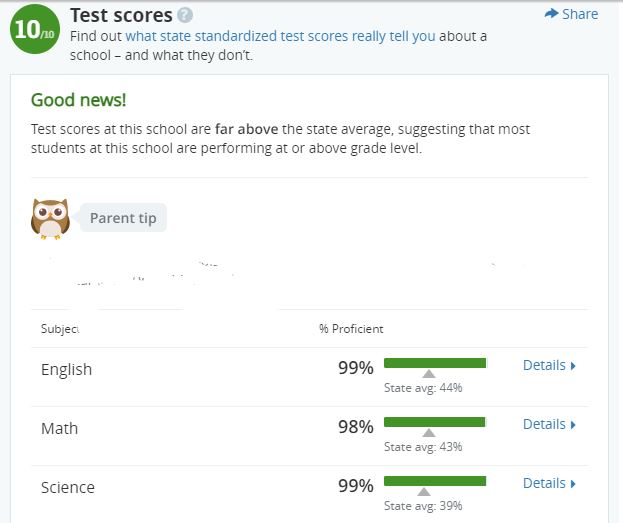 10/10
Test scores ?
Share
Find out what state standardized test scores really tell you about a
school – and what they don't.
Good news!
Test scores at this school are far above the state average, suggesting that most
students at this school are performing at or above grade level.
Parent tip
Subject % Proficient
English 99% Details
State avg: 44%
Math 98% Details
State avg: 43%
Science 99% Details
State avg: 39%